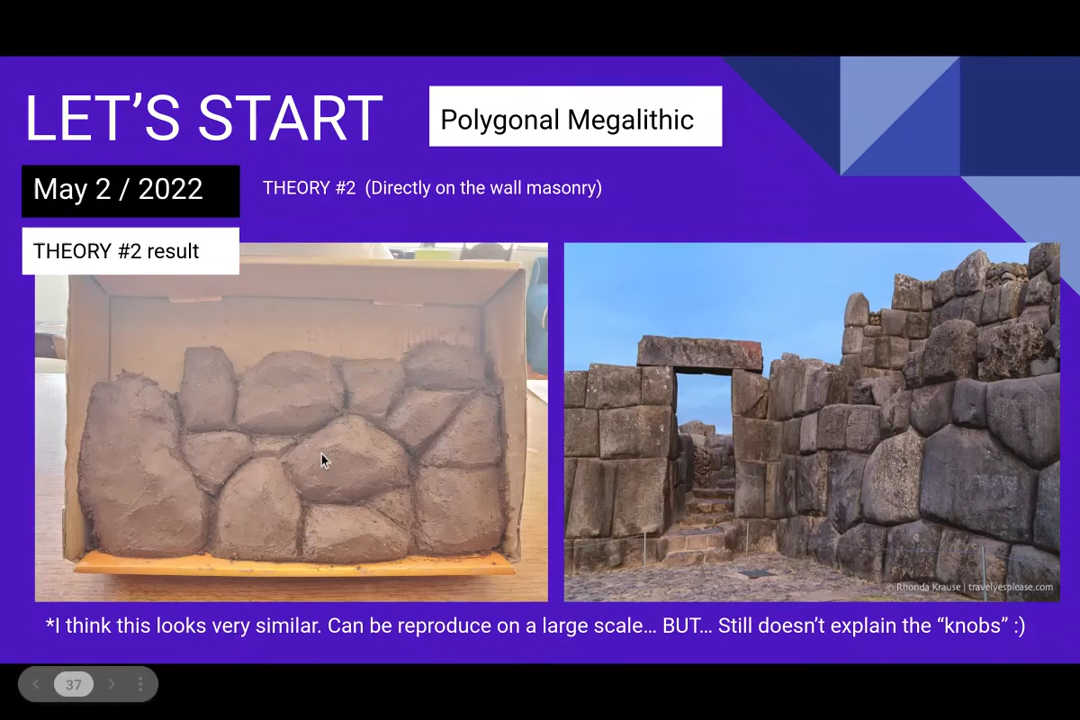 LET’S START
Polygonal Megalithic
May 2 / 2022
THEORY #2 (Directly on the wall masonry)
THEORY #2 result
© Rhonda Krause | travelyesplease.com
*I think this looks very similar. Can be reproduce on a large scale… BUT… Still doesn’t explain the “knobs” :)
37